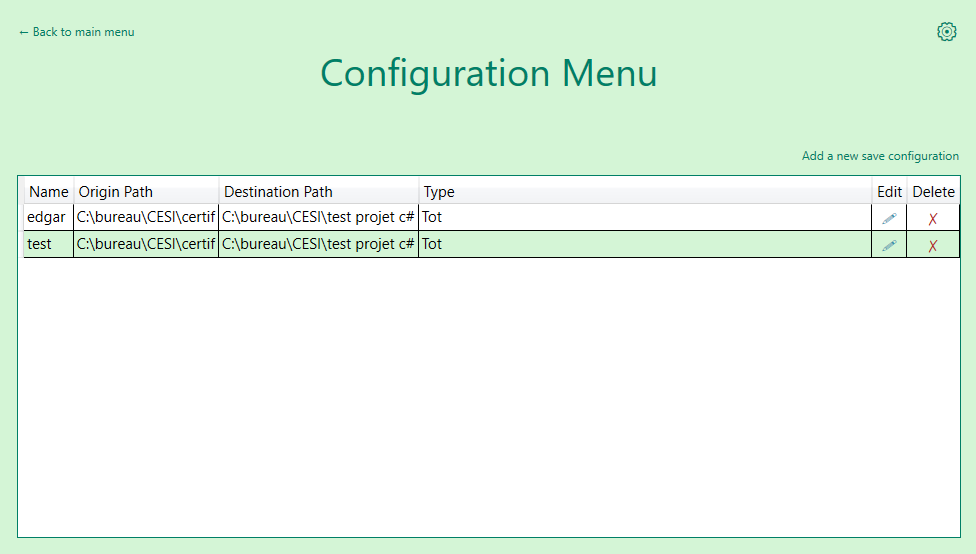 ← Back to main menu
Configuration Menu
Add a new save configuration
Name Origin Path Destination Path Type Edit Delete
edgar C:\bureau\CESI\certif C:\bureau\CESI\test projet c# Tot
test C:\bureau\CESI\certif C:\bureau\CESI\test projet c# Tot